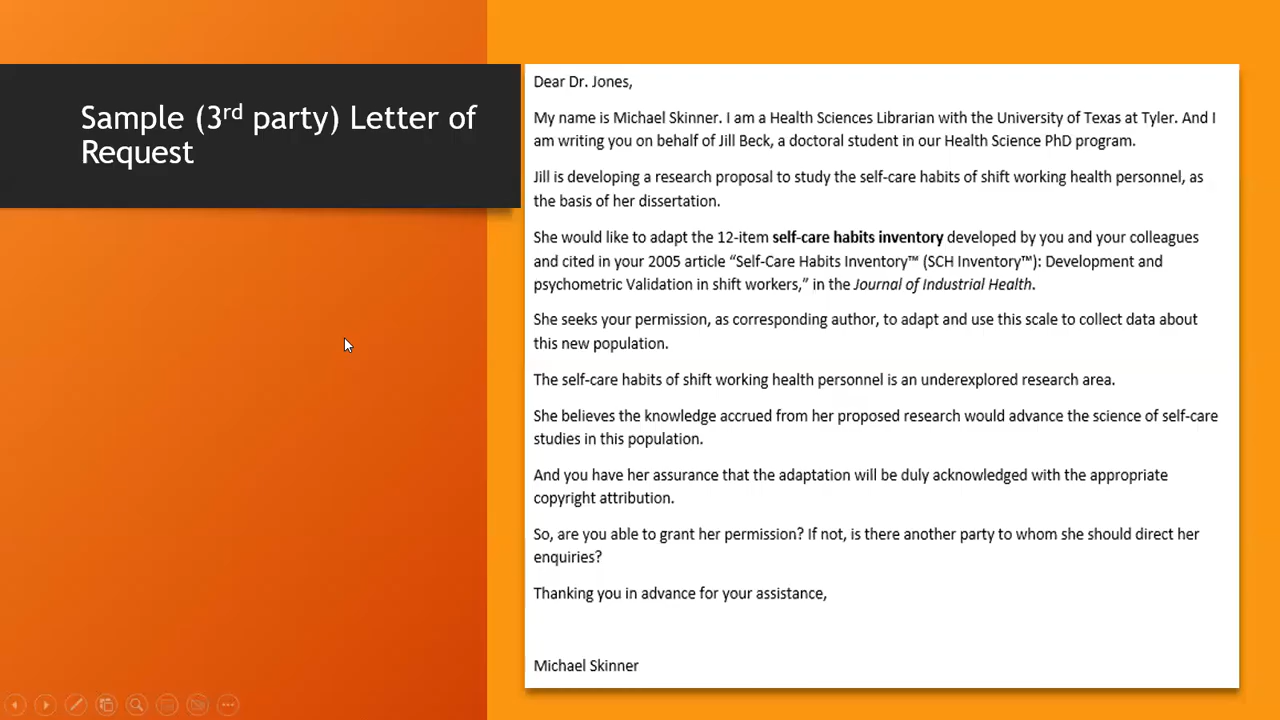 Sample (3rd party) Letter of
Request
Dear Dr. Jones,
My name is Michael Skinner. I am a Health Sciences Librarian with the University of Texas at Tyler. And I
am writing you on behalf of Jill Beck, a doctoral student in our Health Science PhD program.
Jill is developing a research proposal to study the self-care habits of shift working health personnel, as
the basis of her dissertation.
She would like to adapt the 12-item self-care habits inventory developed by you and your colleagues
and cited in your 2005 article “Self-Care Habits Inventory™ (SCH Inventory™): Development and
psychometric Validation in shift workers,” in the Journal of Industrial Health.
She seeks your permission, as corresponding author, to adapt and use this scale to collect data about
this new population.
The self-care habits of shift working health personnel is an underexplored research area.
She believes the knowledge accrued from her proposed research would advance the science of self-care
studies in this population.
And you have her assurance that the adaptation will be duly acknowledged with the appropriate
copyright attribution.
So, are you able to grant her permission? If not, is there another party to whom she should direct her
enquiries?
Thanking you in advance for your assistance,
Michael Skinner